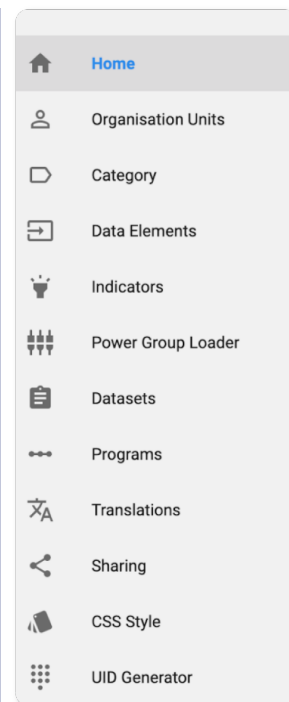 Home
Organisation Units
Category
Data Elements
Indicators
Power Group Loader
Datasets
Programs
Translations
Sharing
CSS Style
UID Generator